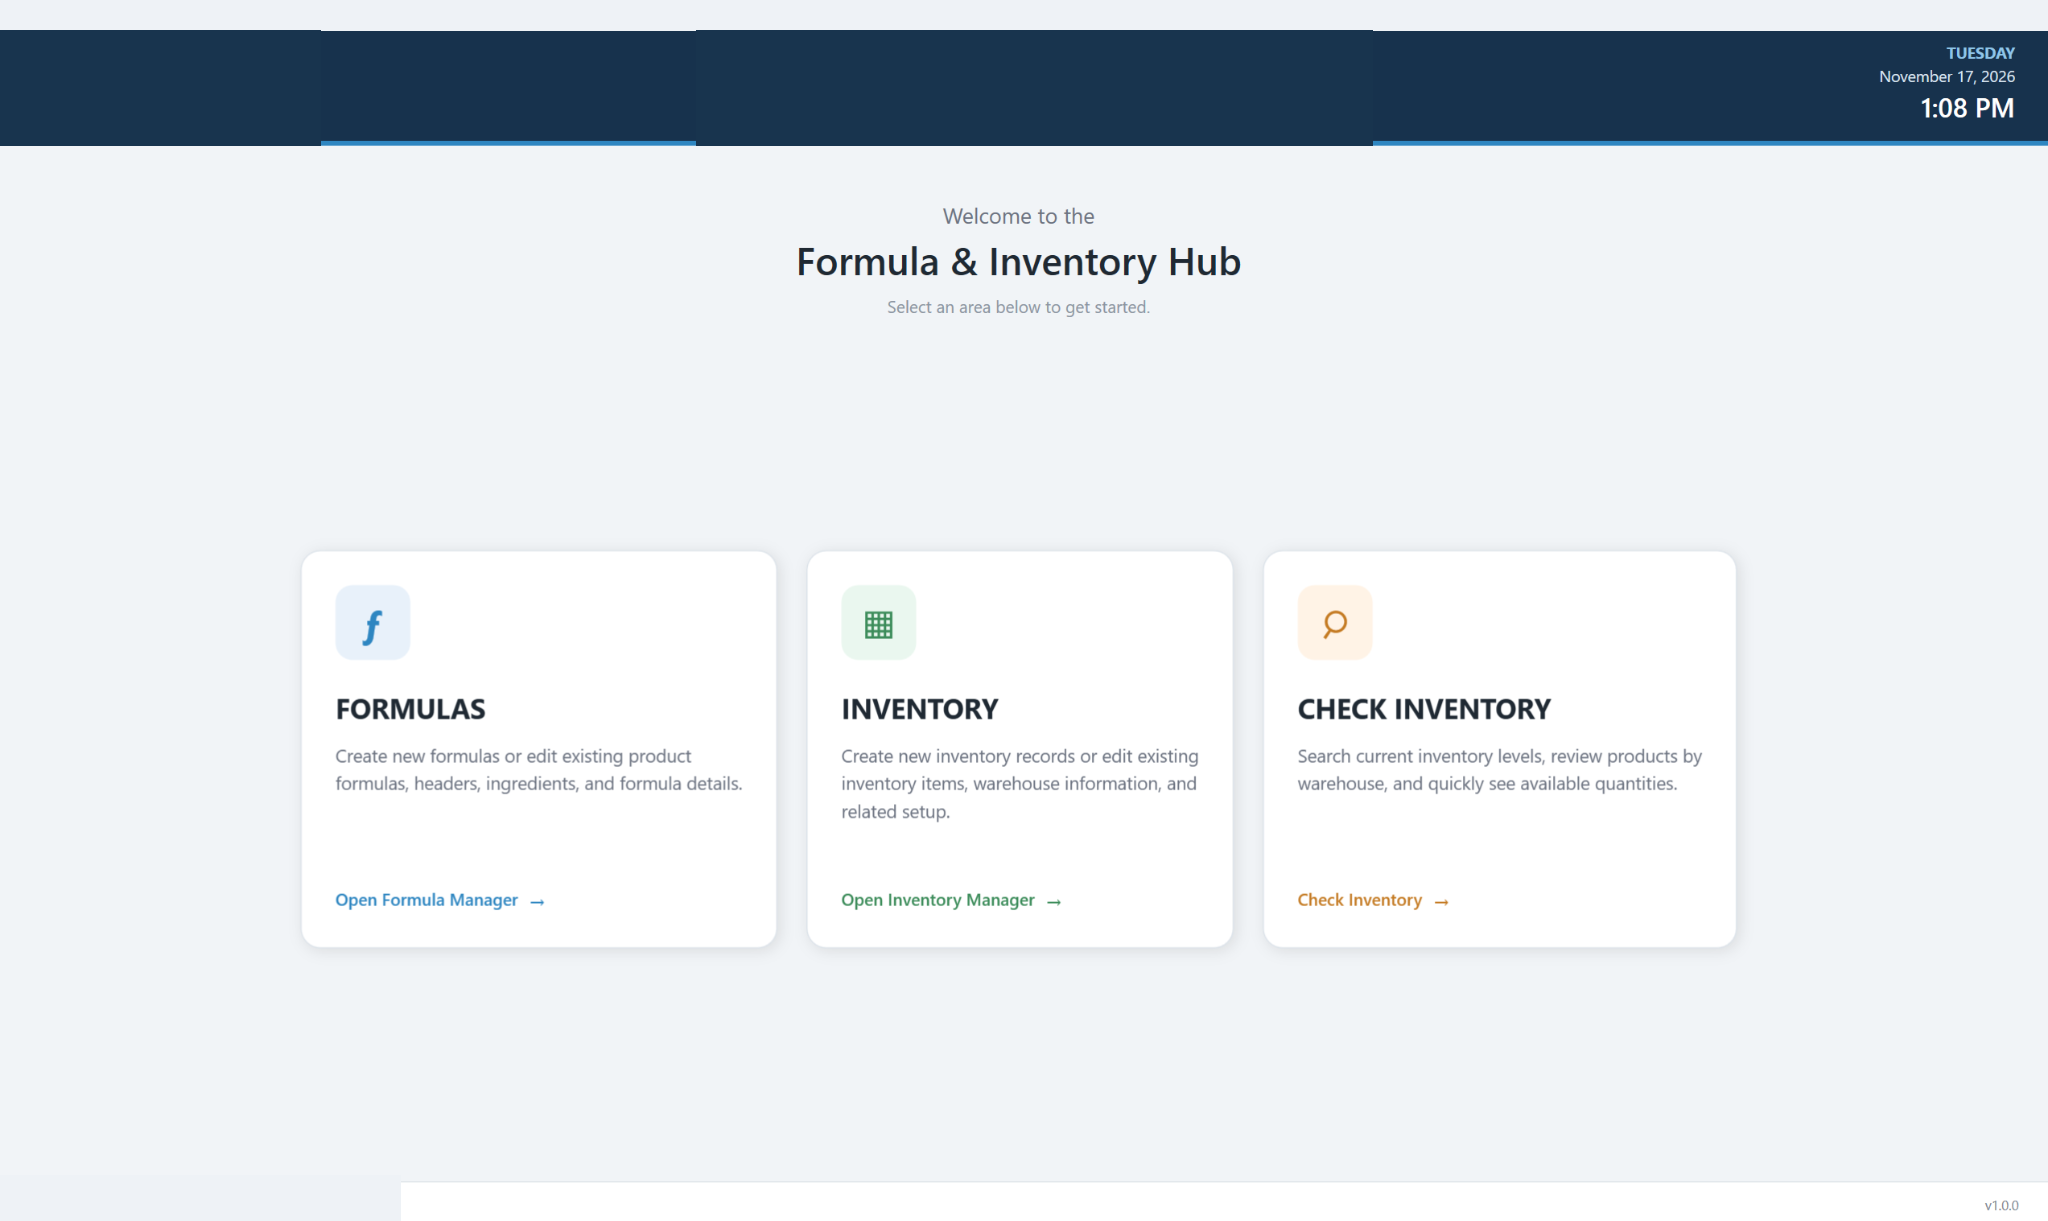 TUESDAY
November 17, 2026
1:08 PM
Welcome to the
Formula & Inventory Hub
Select an area below to get started.
FORMULAS
Create new formulas or edit existing product
formulas, headers, ingredients, and formula details.
Open Formula Manager →
INVENTORY
Create new inventory records or edit existing
inventory items, warehouse information, and
related setup.
Open Inventory Manager →
CHECK INVENTORY
Search current inventory levels, review products by
warehouse, and quickly see available quantities.
Check Inventory →
v1.0.0